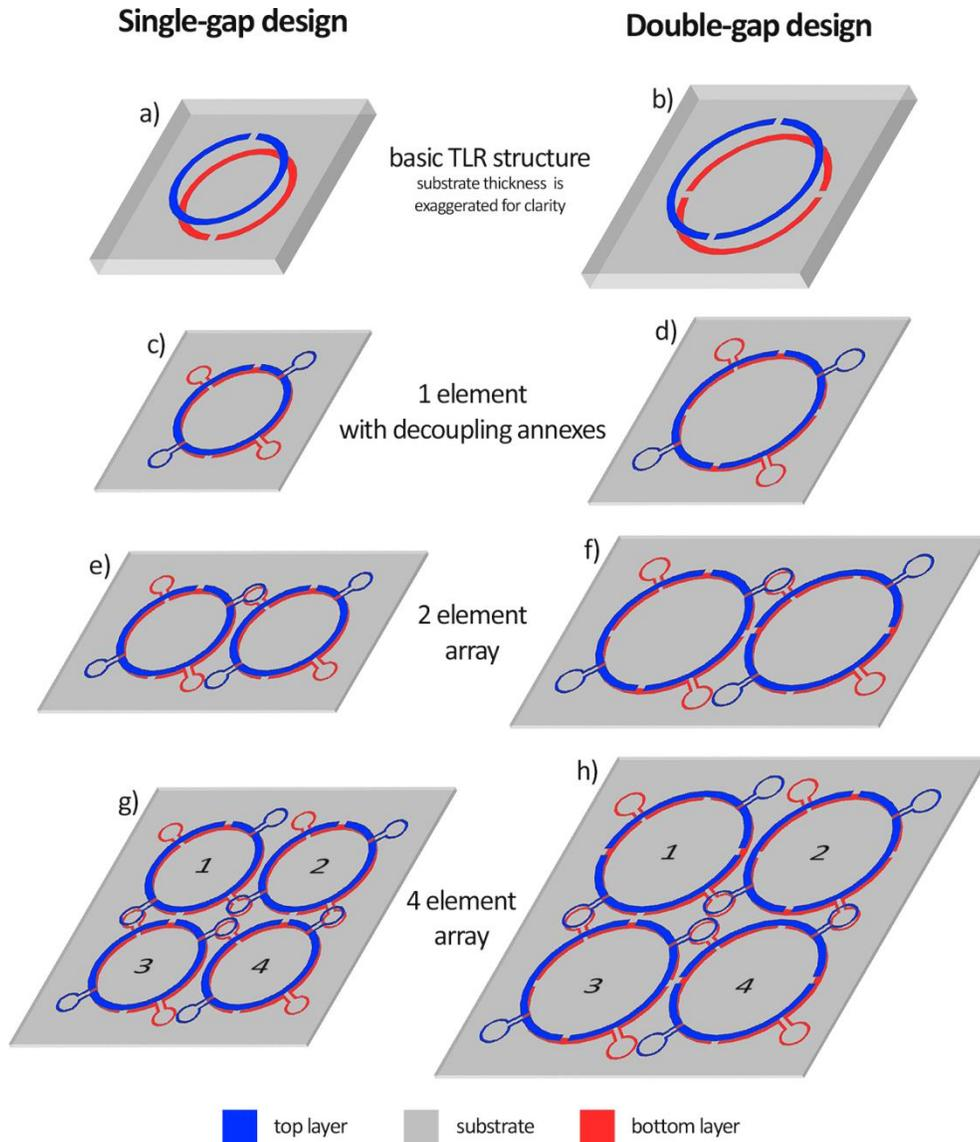 Single-gap design
Double-gap design
a)
b)
basic TLR structure
substrate thickness is
exaggerated for clarity
c)
d)
1 element
with decoupling annexes
e)
f)
2 element
array
g)
h)
1
2
3
4
4 element
array
1
2
3
4
top layer
substrate
bottom layer